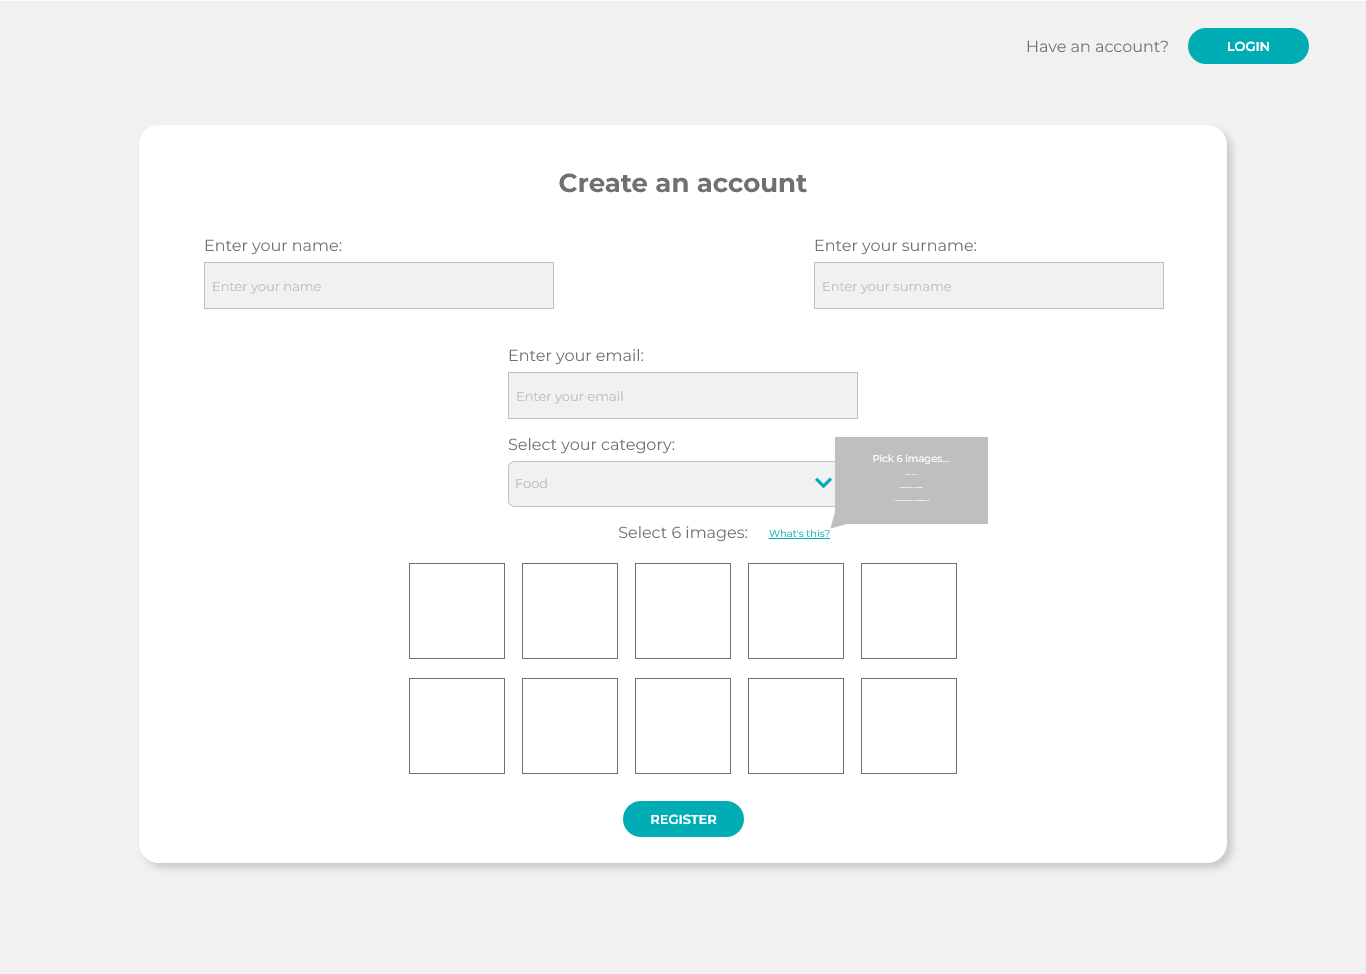 Have an account?
LOGIN
Create an account
Enter your name:
Enter your surname:
Enter your name
Enter your surname
Enter your email:
Enter your email
Select your category:
Food
Pick 6 images....
Select 6 images:
What's this?
REGISTER